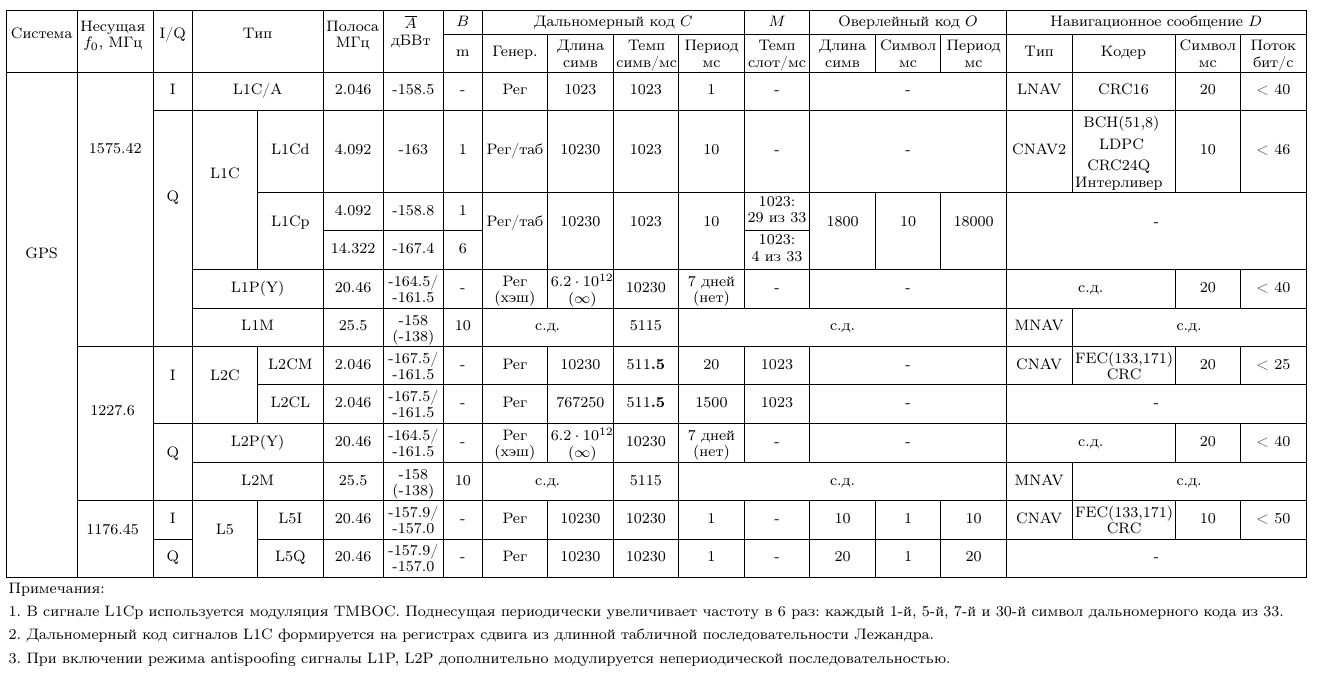 Система Несущая f₀, МГц I/Q Тип Полоса МГц A̅ дБВт B Дальномерный код C M Оверлейный код O Навигационное сообщение D
m Генер. Длина симв Темп симв/мс Период мс Темп слот/мс Длина симв Символ мс Период мс Тип Кодер Символ мс Поток бит/с
GPS 1575.42 I L1C/A 2.046 -158.5 - Рег 1023 1023 1 - - LNAV CRC16 20 < 40
Q L1C L1Cd 4.092 -163 1 Рег/таб 10230 1023 10 - - CNAV2 BCH(51,8) LDPC CRC24Q Интерливер 10 < 46
L1Cp 4.092 -158.8 1 Рег/таб 10230 1023 10 1023: 29 из 33 1800 10 18000 -
14.322 -167.4 6 1023: 4 из 33
L1P(Y) 20.46 -164.5/ -161.5 - Рег (хэш) 6.2 · 10¹² (∞) 10230 7 дней (нет) - - с.д. 20 < 40
L1M 25.5 -158 (-138) 10 с.д. 5115 с.д. MNAV с.д.
1227.6 I L2C L2CM 2.046 -167.5/ -161.5 - Рег 10230 511.5 20 1023 - CNAV FEC(133,171) CRC 20 < 25
L2CL 2.046 -167.5/ -161.5 - Рег 767250 511.5 1500 1023 - -
Q L2P(Y) 20.46 -164.5/ -161.5 - Рег (хэш) 6.2 · 10¹² (∞) 10230 7 дней (нет) - - с.д. 20 < 40
L2M 25.5 -158 (-138) 10 с.д. 5115 с.д. MNAV с.д.
1176.45 I L5 L5I 20.46 -157.9/ -157.0 - Рег 10230 10230 1 - 10 1 10 CNAV FEC(133,171) CRC 10 < 50
Q L5Q 20.46 -157.9/ -157.0 - Рег 10230 10230 1 - 20 1 20 -
Примечания:
1. В сигнале L1Cp используется модуляция TMBOC. Поднесущая периодически увеличивает частоту в 6 раз: каждый 1-й, 5-й, 7-й и 30-й символ дальномерного кода из 33.
2. Дальномерный код сигналов L1C формируется на регистрах сдвига из длинной табличной последовательности Лежандра.
3. При включении режима antispoofing сигналы L1P, L2P дополнительно модулируется непериодической последовательностью.